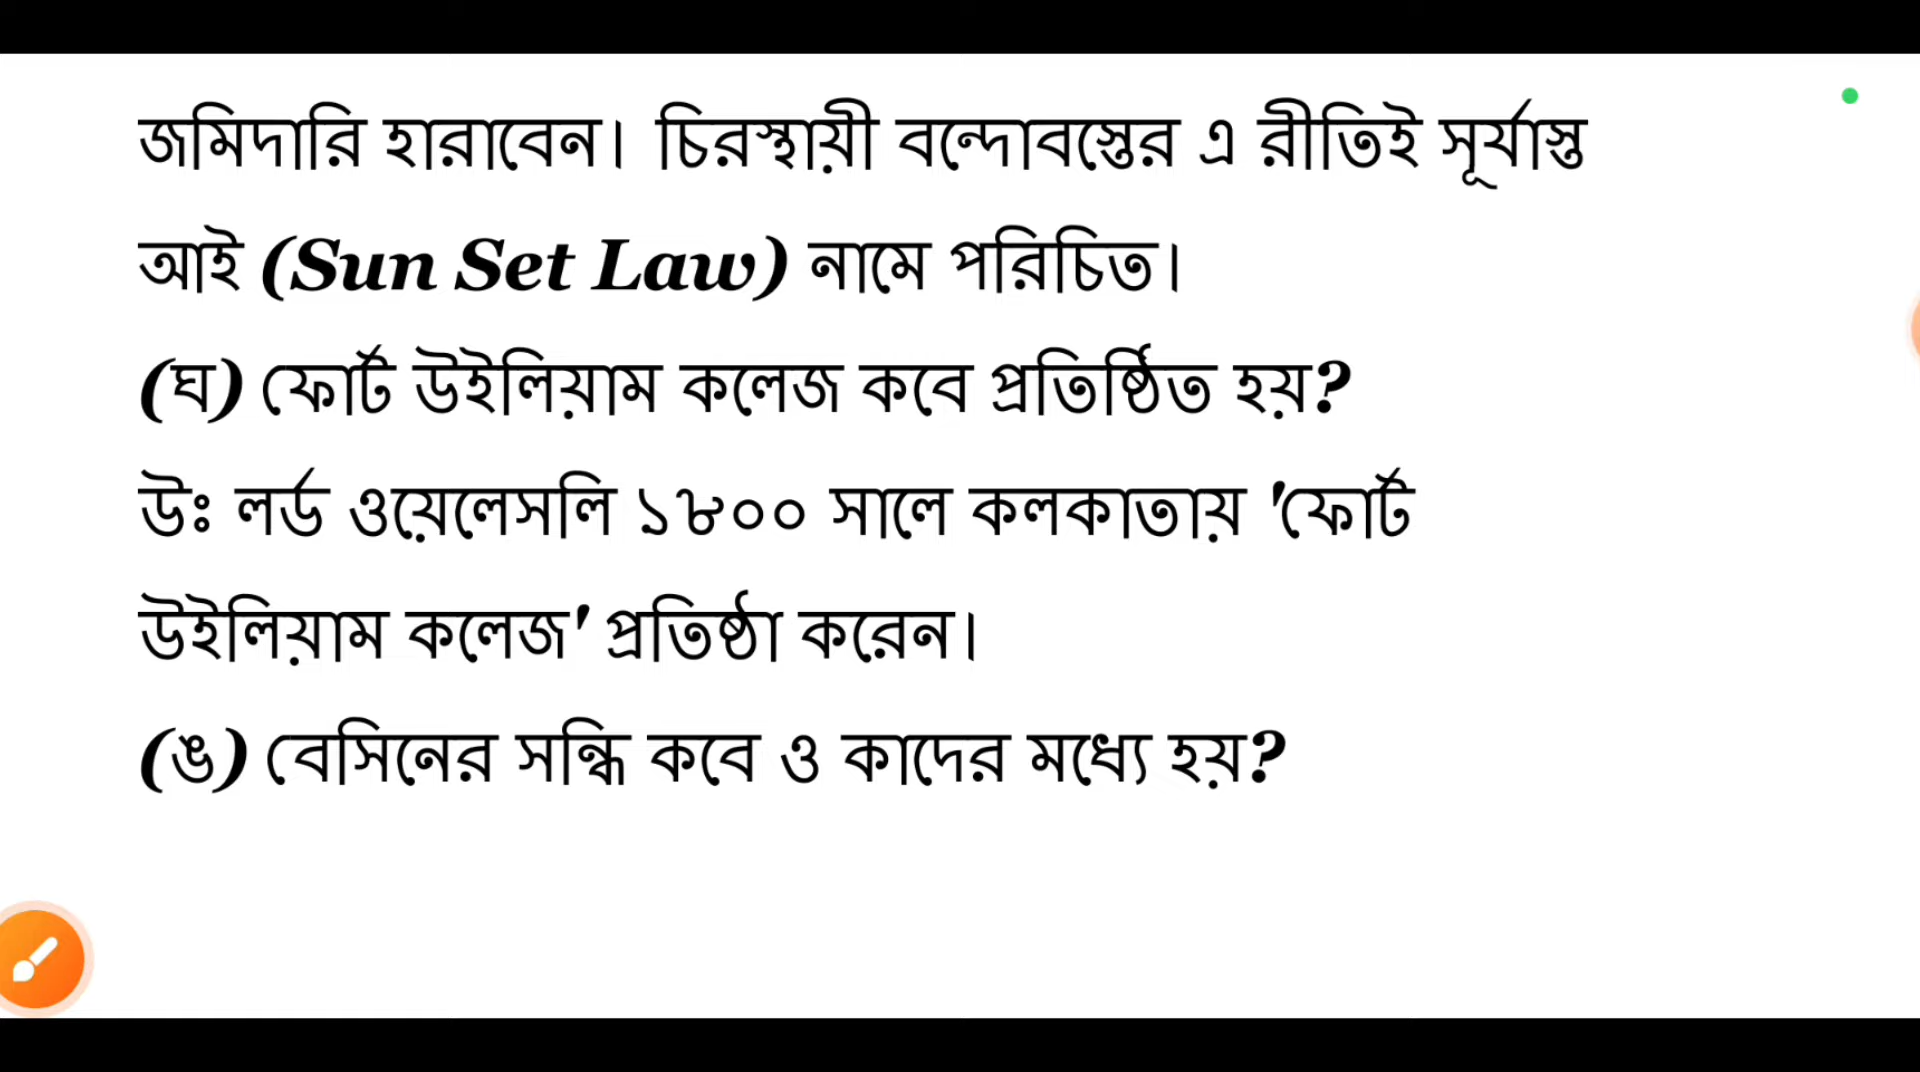 জমিদারি হারাবেন। চিরস্থায়ী বন্দোবস্তের এ রীতিই সূর্যাস্ত
আই (Sun Set Law) নামে পরিচিত।
(ঘ) ফোর্ট উইলিয়াম কলেজ কবে প্রতিষ্ঠিত হয়?
উঃ লর্ড ওয়েলেসলি ১৮০০ সালে কলকাতায় 'ফোর্ট
উইলিয়াম কলেজ' প্রতিষ্ঠা করেন।
(ঙ) বেসিনের সন্ধি কবে ও কাদের মধ্যে হয়?